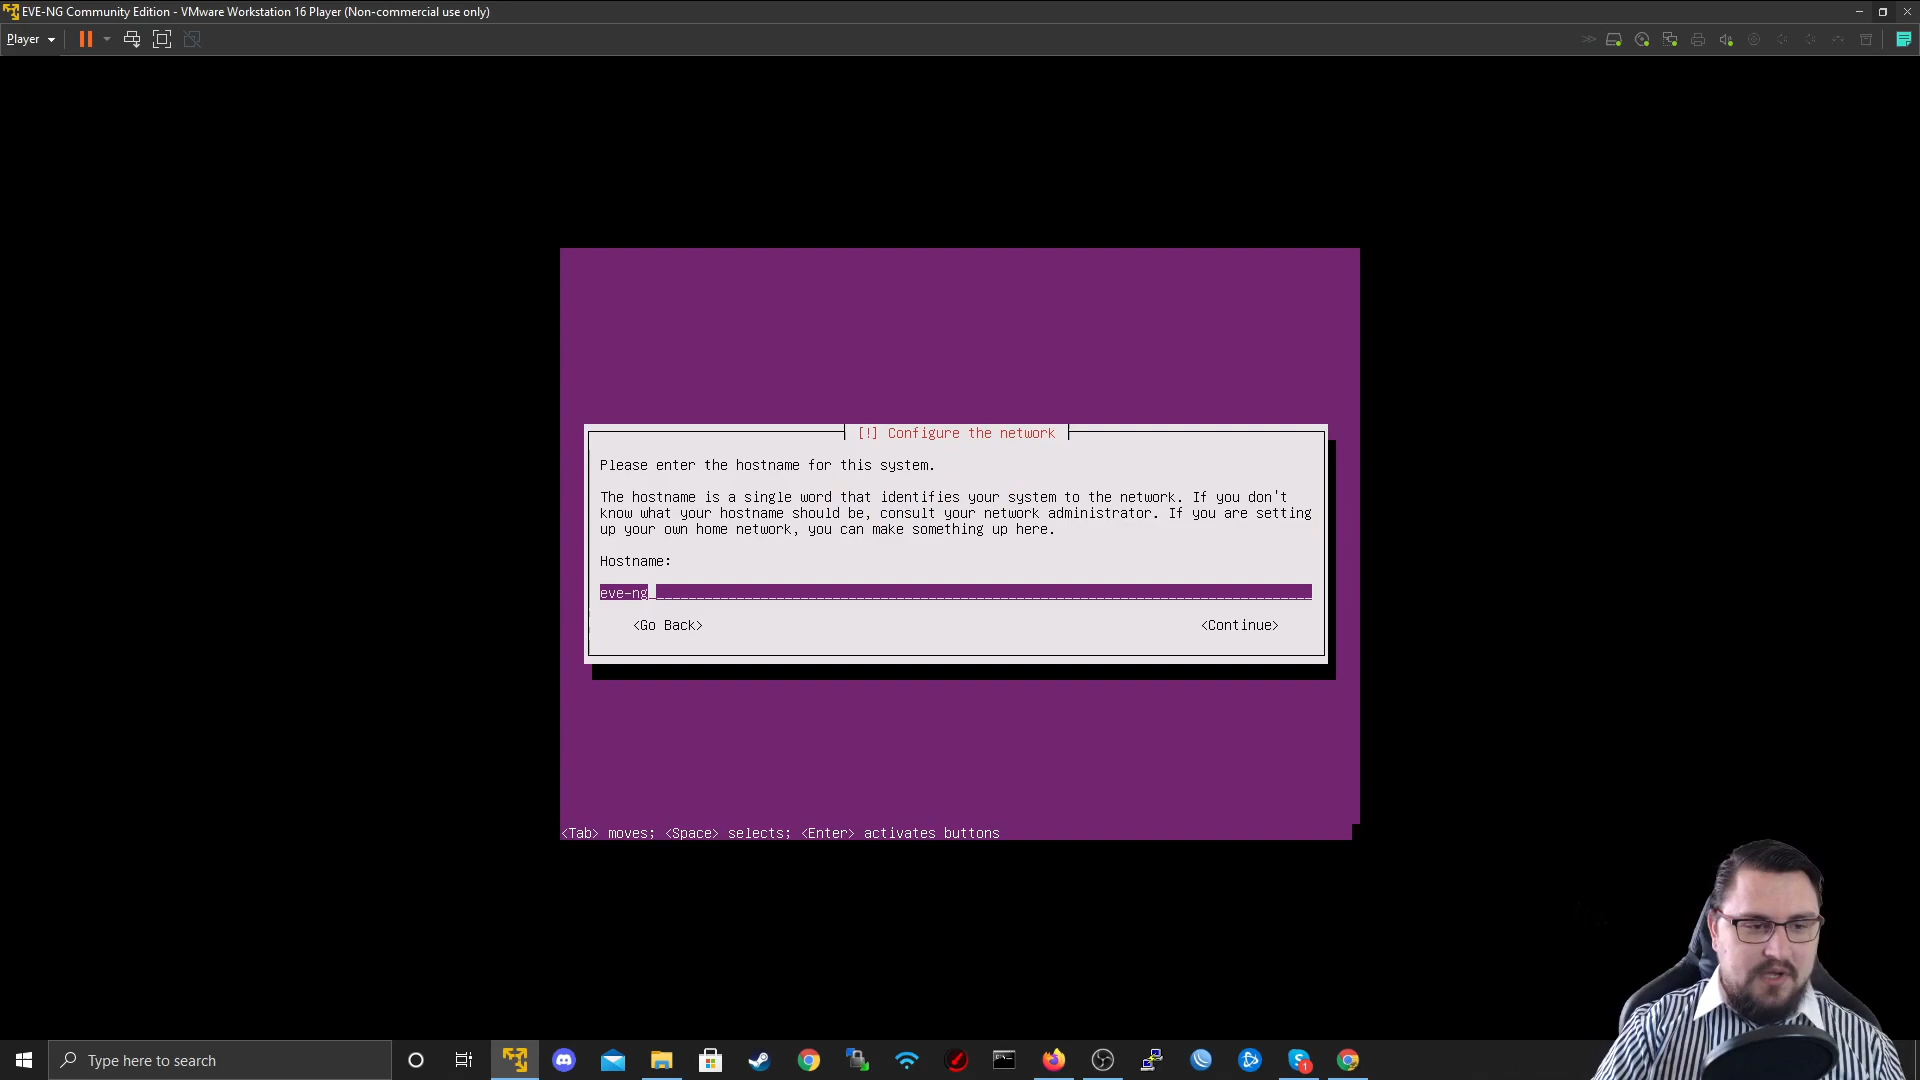 EVE-NG Community Edition - VMware Workstation 16 Player (Non-commercial use only)
Player
[!] Configure the network
Please enter the hostname for this system.
The hostname is a single word that identifies your system to the network. If you don't
know what your hostname should be, consult your network administrator. If you are setting
up your own home network, you can make something up here.
Hostname:
eve-ng
<Go Back> <Continue>
<Tab> moves; <Space> selects; <Enter> activates buttons
Type here to search
1